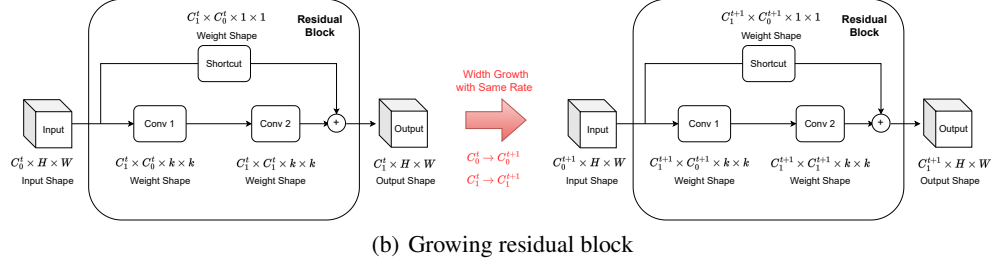 C_1^t × C_0^t × 1 × 1
Weight Shape
Residual
Block
Shortcut
Input
Conv 1
Conv 2
+
Output
C_0^t × H × W
Input Shape
C_1^t × C_0^t × k × k
Weight Shape
C_1^t × C_1^t × k × k
Weight Shape
C_1^t × H × W
Output Shape
Width Growth
with Same Rate
C_0^t → C_0^{t+1}
C_1^t → C_1^{t+1}
C_1^{t+1} × C_0^{t+1} × 1 × 1
Weight Shape
Residual
Block
Shortcut
Input
Conv 1
Conv 2
+
Output
C_0^{t+1} × H × W
Input Shape
C_1^{t+1} × C_0^{t+1} × k × k
Weight Shape
C_1^{t+1} × C_1^{t+1} × k × k
Weight Shape
C_1^{t+1} × H × W
Output Shape
(b) Growing residual block